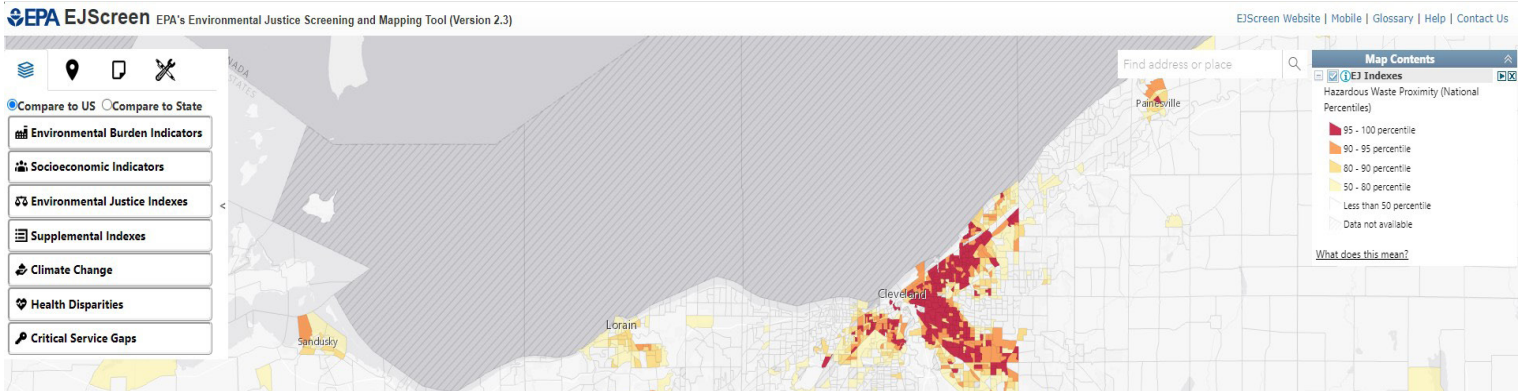 EPA EJScreen EPA's Environmental Justice Screening and Mapping Tool (Version 2.3)
EJScreen Website | Mobile | Glossary | Help | Contact Us
Compare to US Compare to State
Environmental Burden Indicators
Socioeconomic Indicators
Environmental Justice Indexes
Supplemental Indexes
Climate Change
Health Disparities
Critical Service Gaps
<
Find address or place
Painesville
Cleveland
Lorain
Sandusky
Map Contents
EJ Indexes
Hazardous Waste Proximity (National
Percentiles)
95 - 100 percentile
90 - 95 percentile
80 - 90 percentile
50 - 80 percentile
Less than 50 percentile
Data not available
What does this mean?